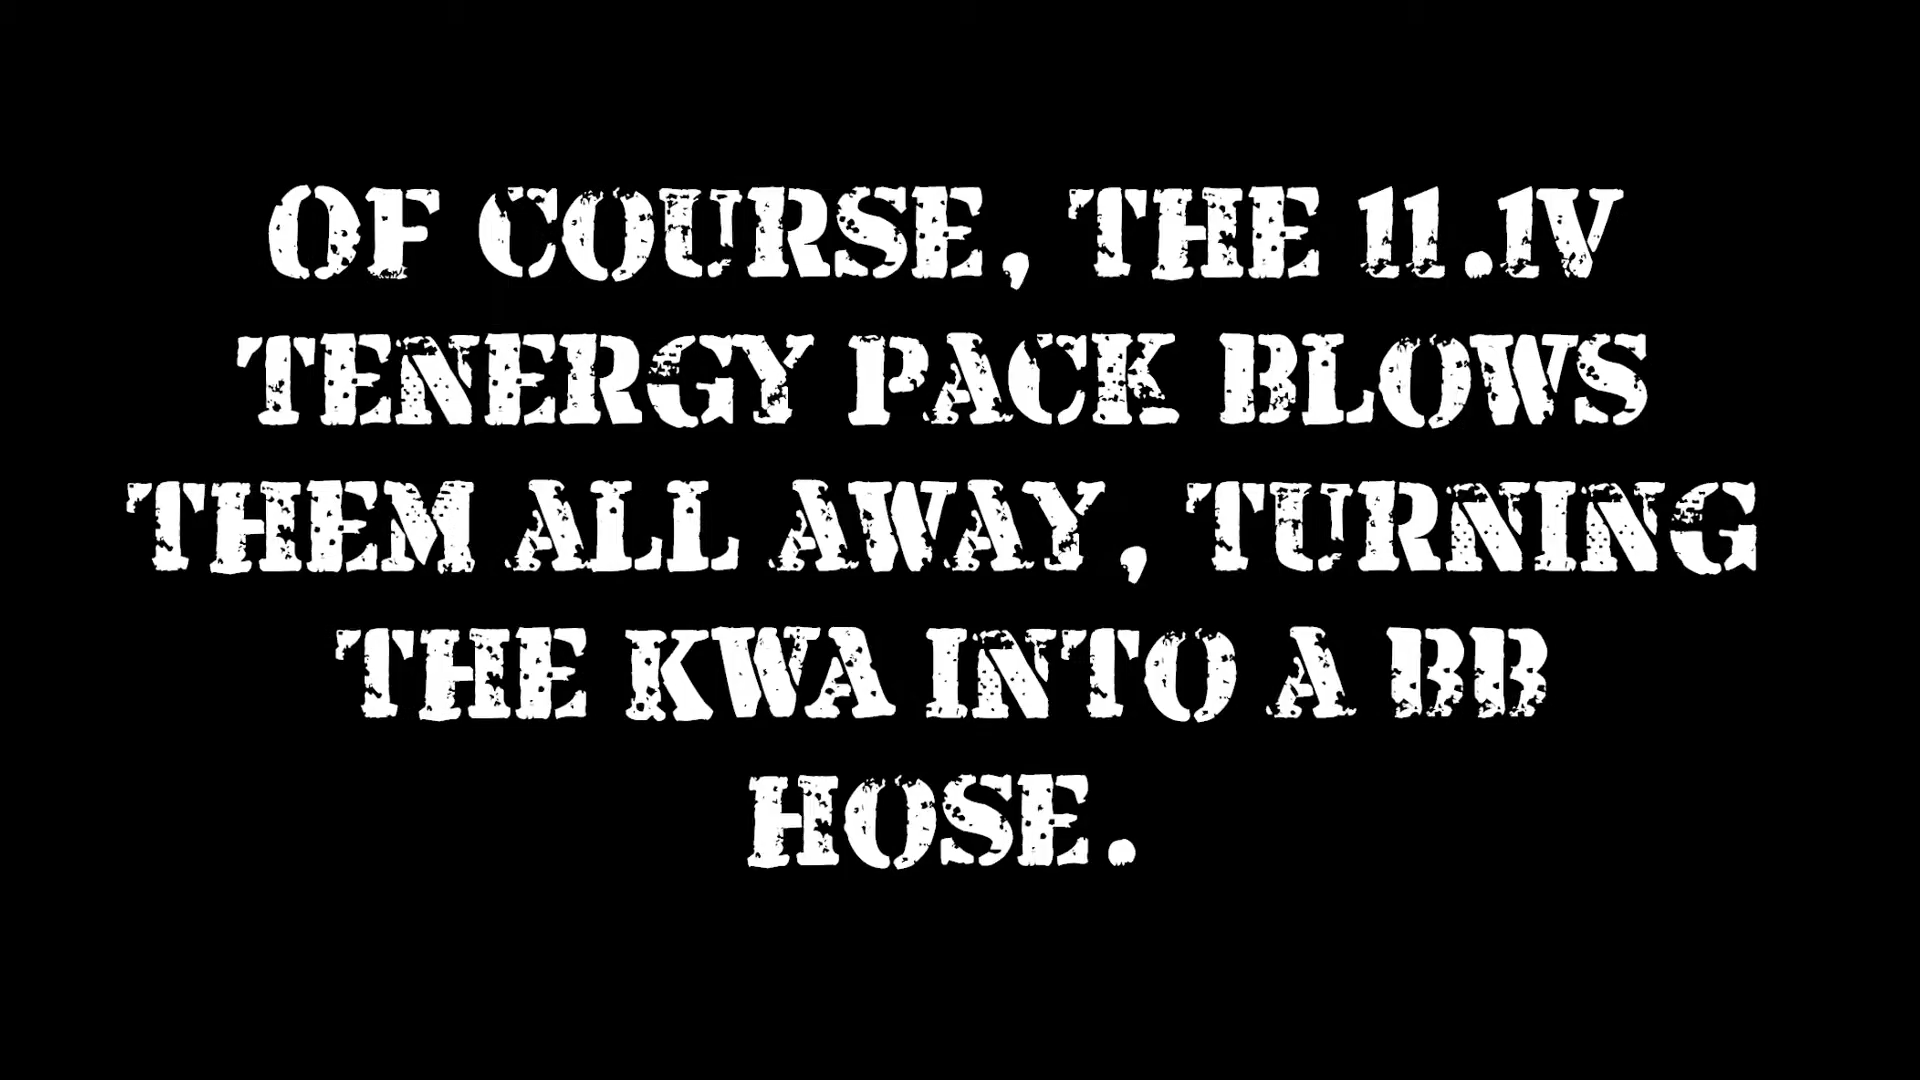 OF COURSE, THE 11.1V
TENERGY PACK BLOWS
THEM ALL AWAY, TURNING
THE KWA INTO A BB
HOSE.